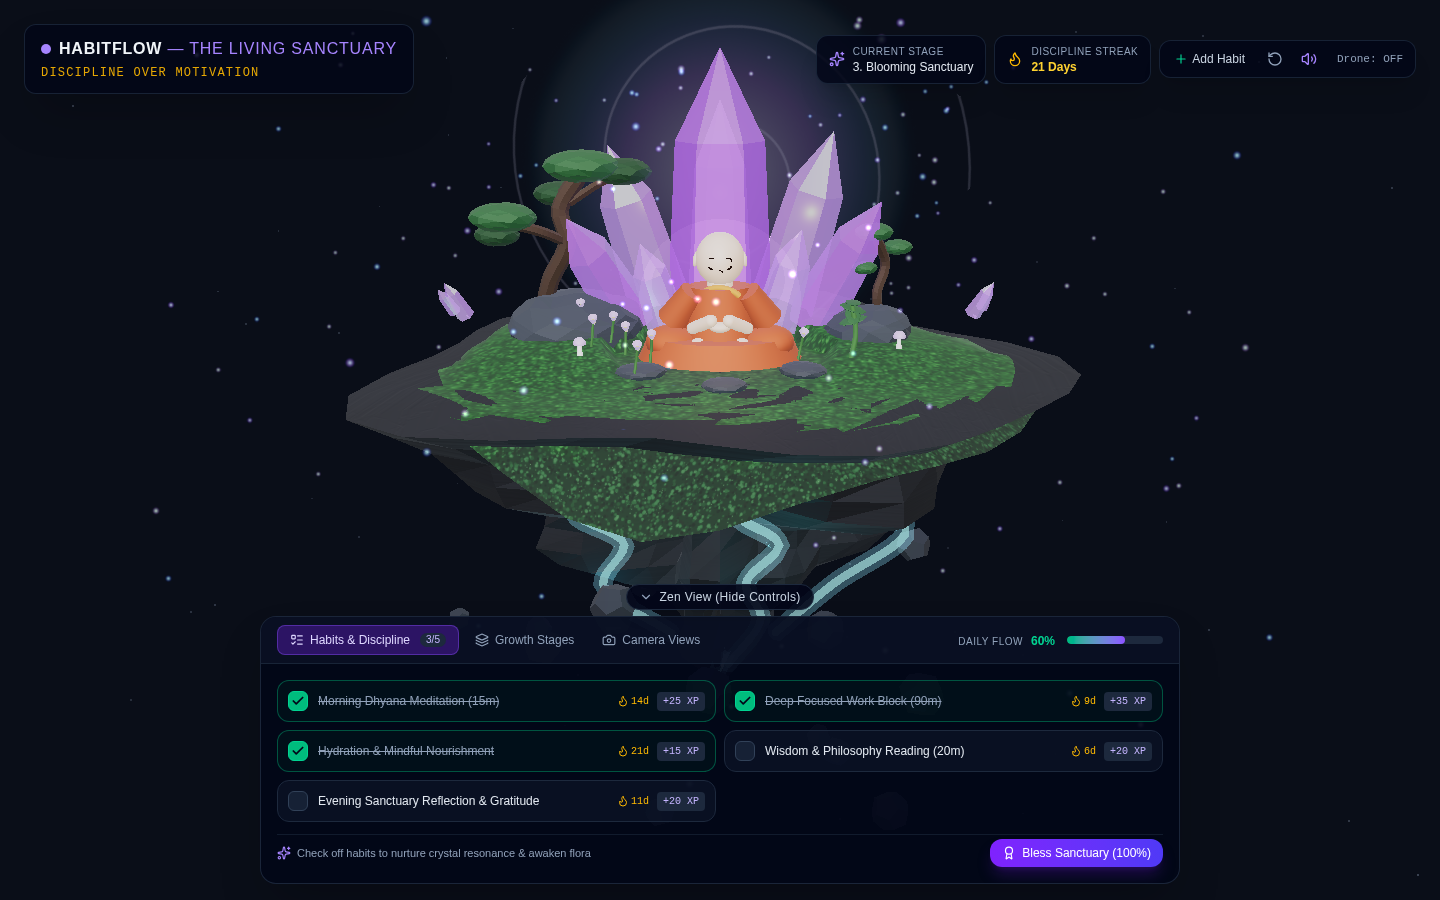 HABITFLOW — THE LIVING SANCTUARY
DISCIPLINE OVER MOTIVATION
CURRENT STAGE
3. Blooming Sanctuary
DISCIPLINE STREAK
21 Days
Add Habit
Drone: OFF
Zen View (Hide Controls)
Habits & Discipline 3/5
Growth Stages
Camera Views
DAILY FLOW 60%
Morning Dhyana Meditation (15m) 14d +25 XP
Deep Focused Work Block (90m) 9d +35 XP
Hydration & Mindful Nourishment 21d +15 XP
Wisdom & Philosophy Reading (20m) 6d +20 XP
Evening Sanctuary Reflection & Gratitude 11d +20 XP
Check off habits to nurture crystal resonance & awaken flora
Bless Sanctuary (100%)